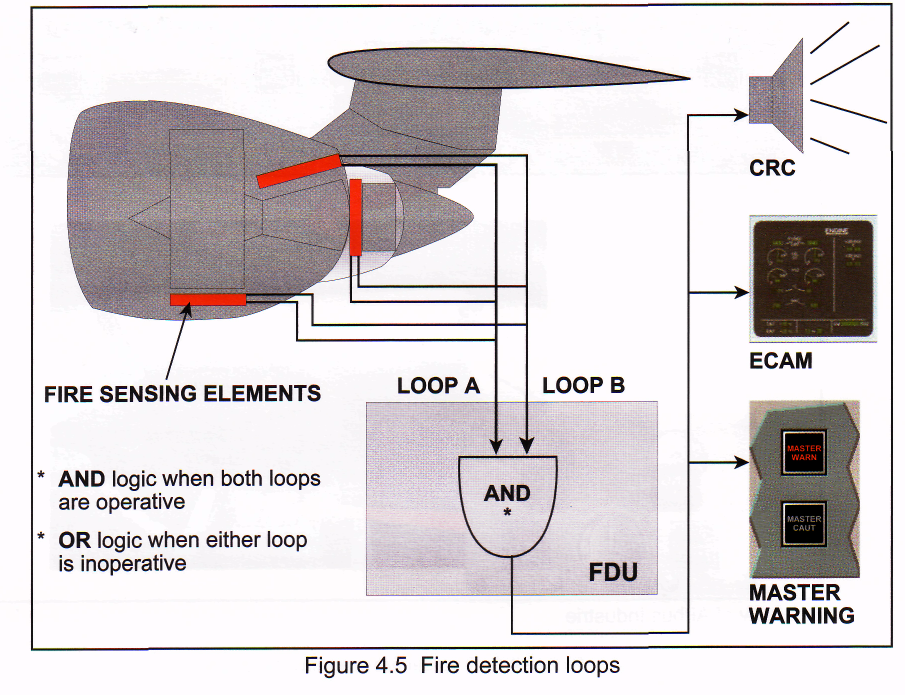 CRC
ENGINE
ECAM
FIRE SENSING ELEMENTS
LOOP A
LOOP B
MASTER
WARN
* AND logic when both loops
are operative
AND
*
MASTER
CAUT
* OR logic when either loop
is inoperative
FDU
MASTER
WARNING
Figure 4.5 Fire detection loops